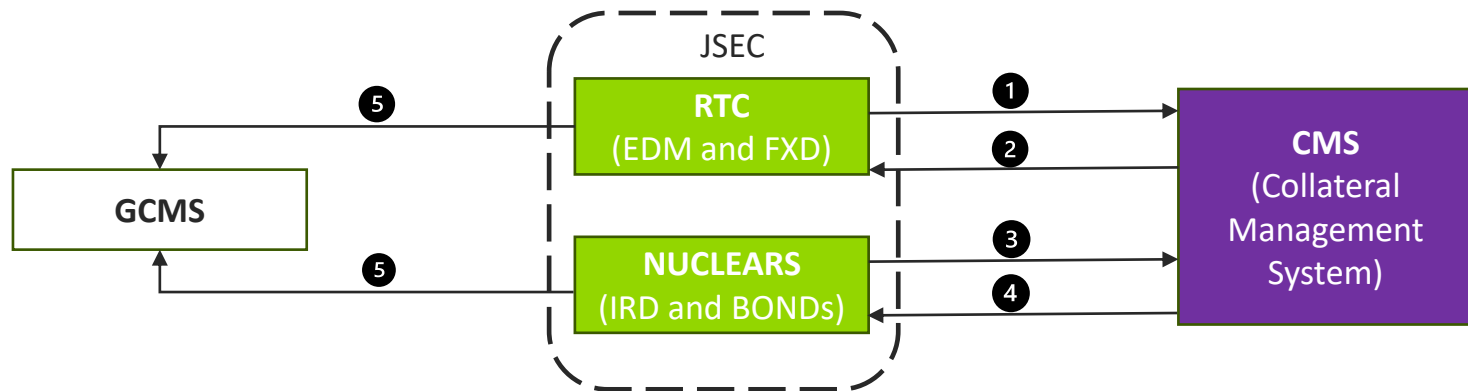 JSEC
RTC
(EDM and FXD)
5
1
2
CMS
(Collateral
Management
System)
GCMS
NUCLEARS
(IRD and BONDs)
5
3
4